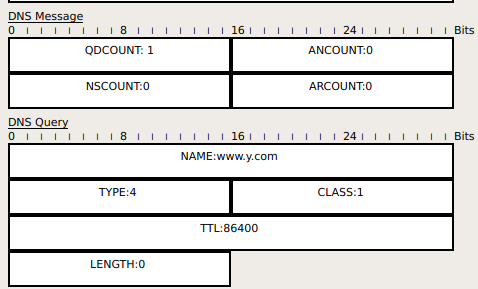 DNS Message
0 8 16 24 Bits
QDCOUNT: 1 ANCOUNT:0
NSCOUNT:0 ARCOUNT:0
DNS Query
0 8 16 24 Bits
NAME:www.y.com
TYPE:4 CLASS:1
TTL:86400
LENGTH:0